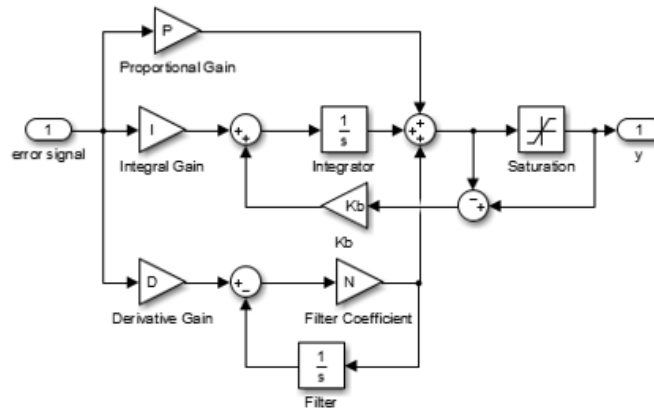 P
Proportional Gain
1
error signal
I
Integral Gain
+
+
1
s
Integrator
+
+
+
Saturation
1
y
Kb
Kb
−
+
D
Derivative Gain
+
−
N
Filter Coefficient
1
s
Filter